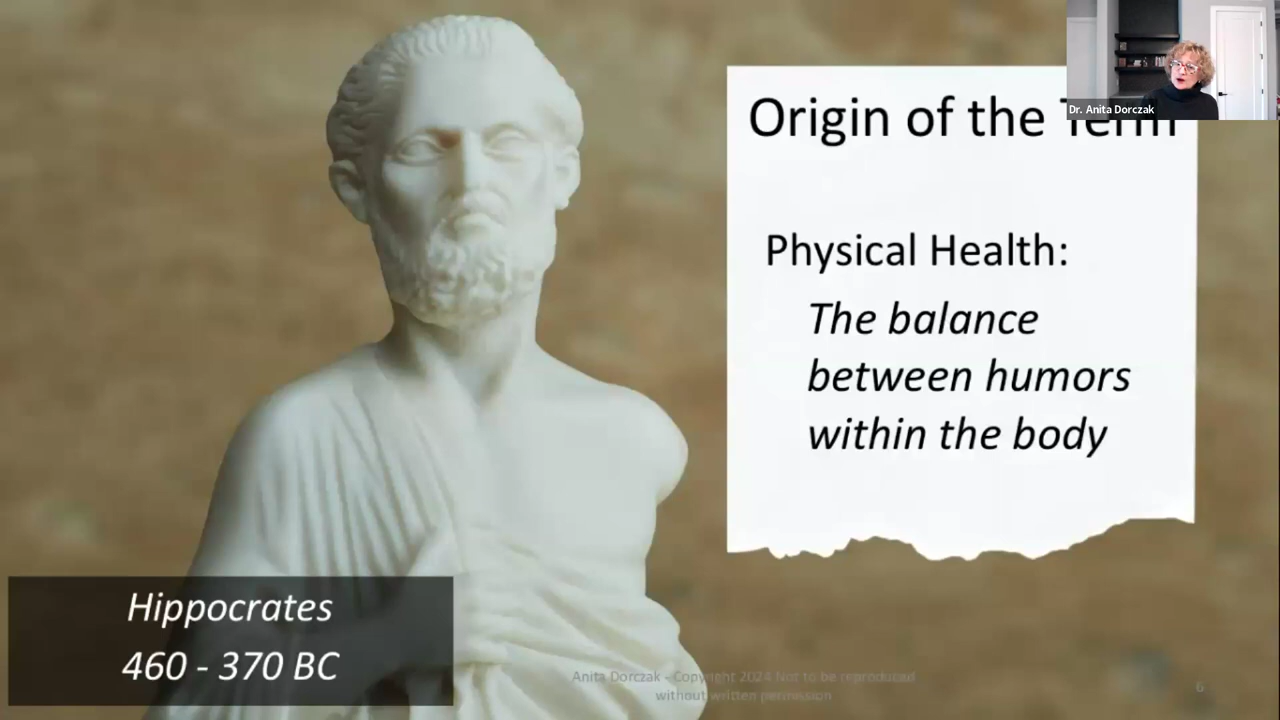 Origin of the Term
Dr. Anita Dorczak
Physical Health:
The balance
between humors
within the body
Hippocrates
460 - 370 BC
Anita Dorczak - Copyright 2024 Not to be reproduced
without written permission
6